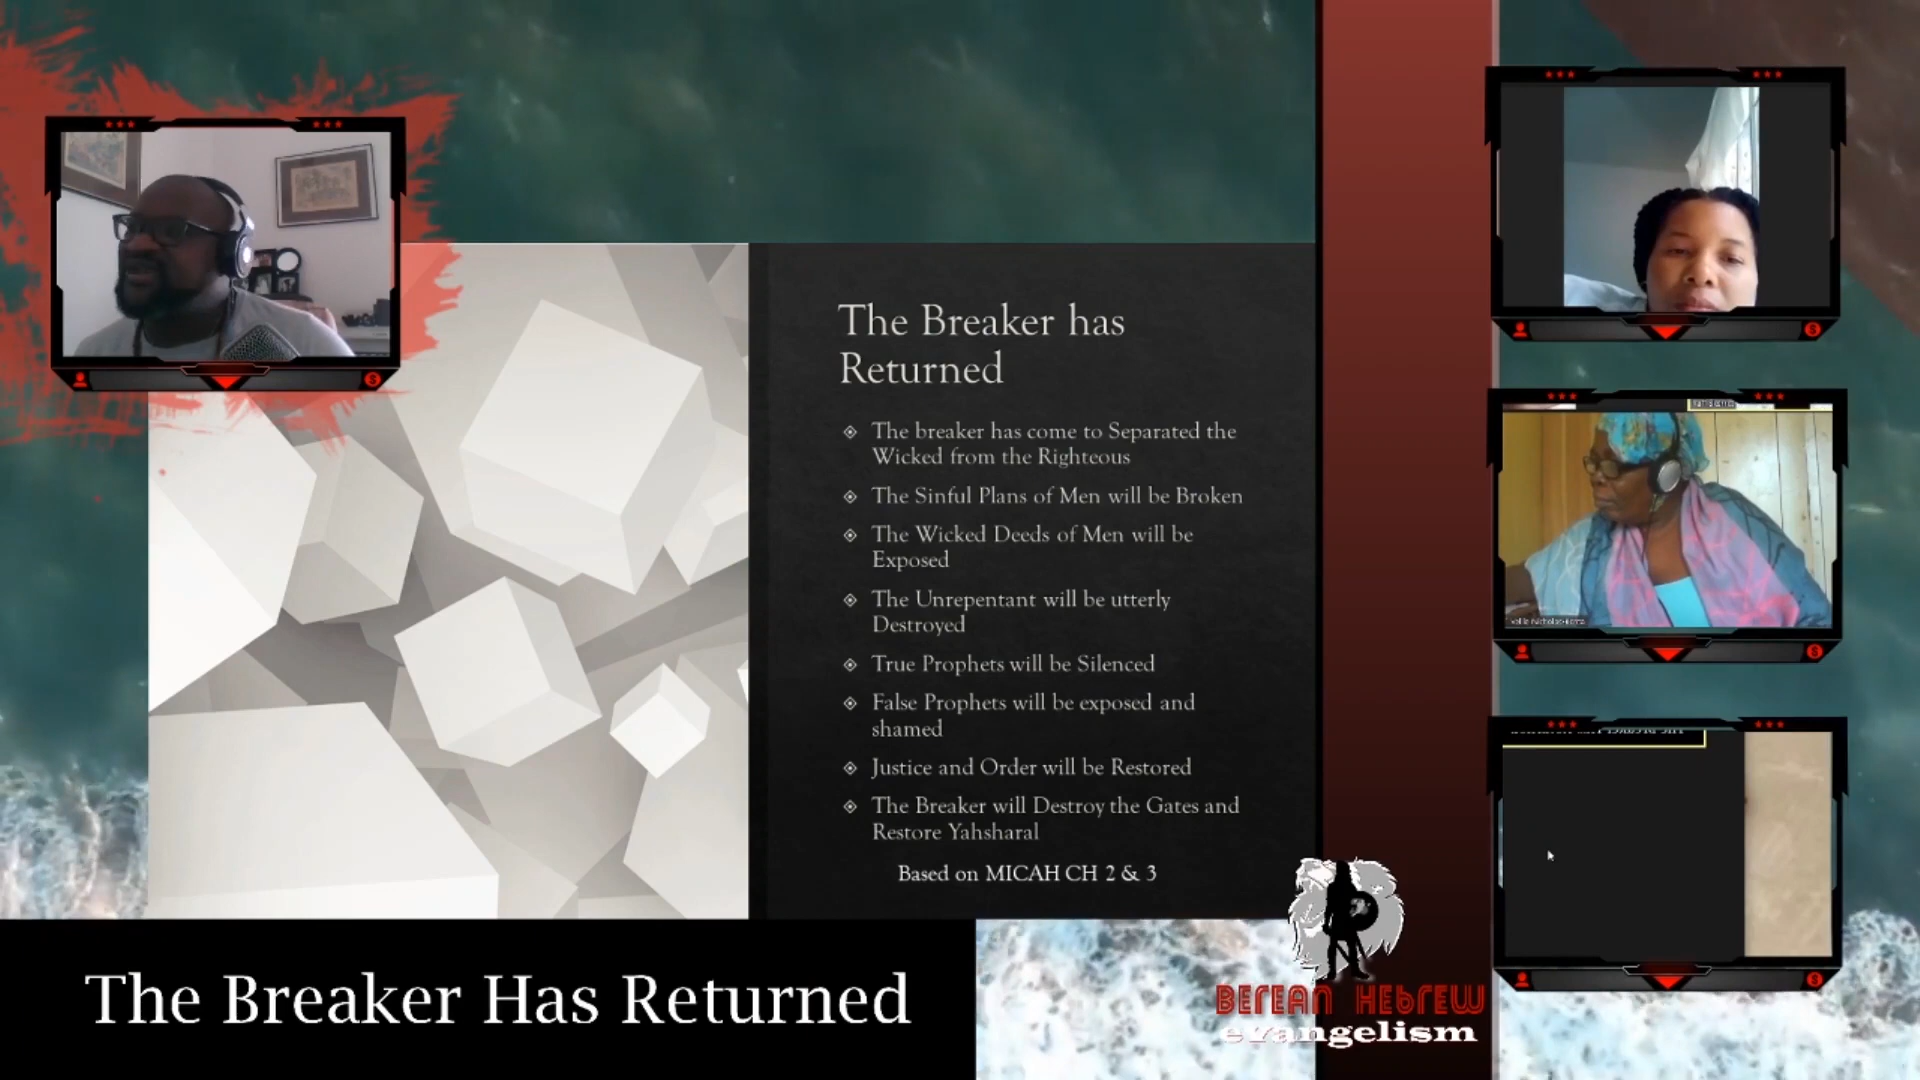 The Breaker has
Returned
The breaker has come to Separated the
Wicked from the Righteous
The Sinful Plans of Men will be Broken
The Wicked Deeds of Men will be
Exposed
The Unrepentant will be utterly
Destroyed
True Prophets will be Silenced
False Prophets will be exposed and
shamed
Justice and Order will be Restored
The Breaker will Destroy the Gates and
Restore Yahsharal
Based on MICAH CH 2 & 3
The Breaker Has Returned
BEREAN HEBREW
evangelism